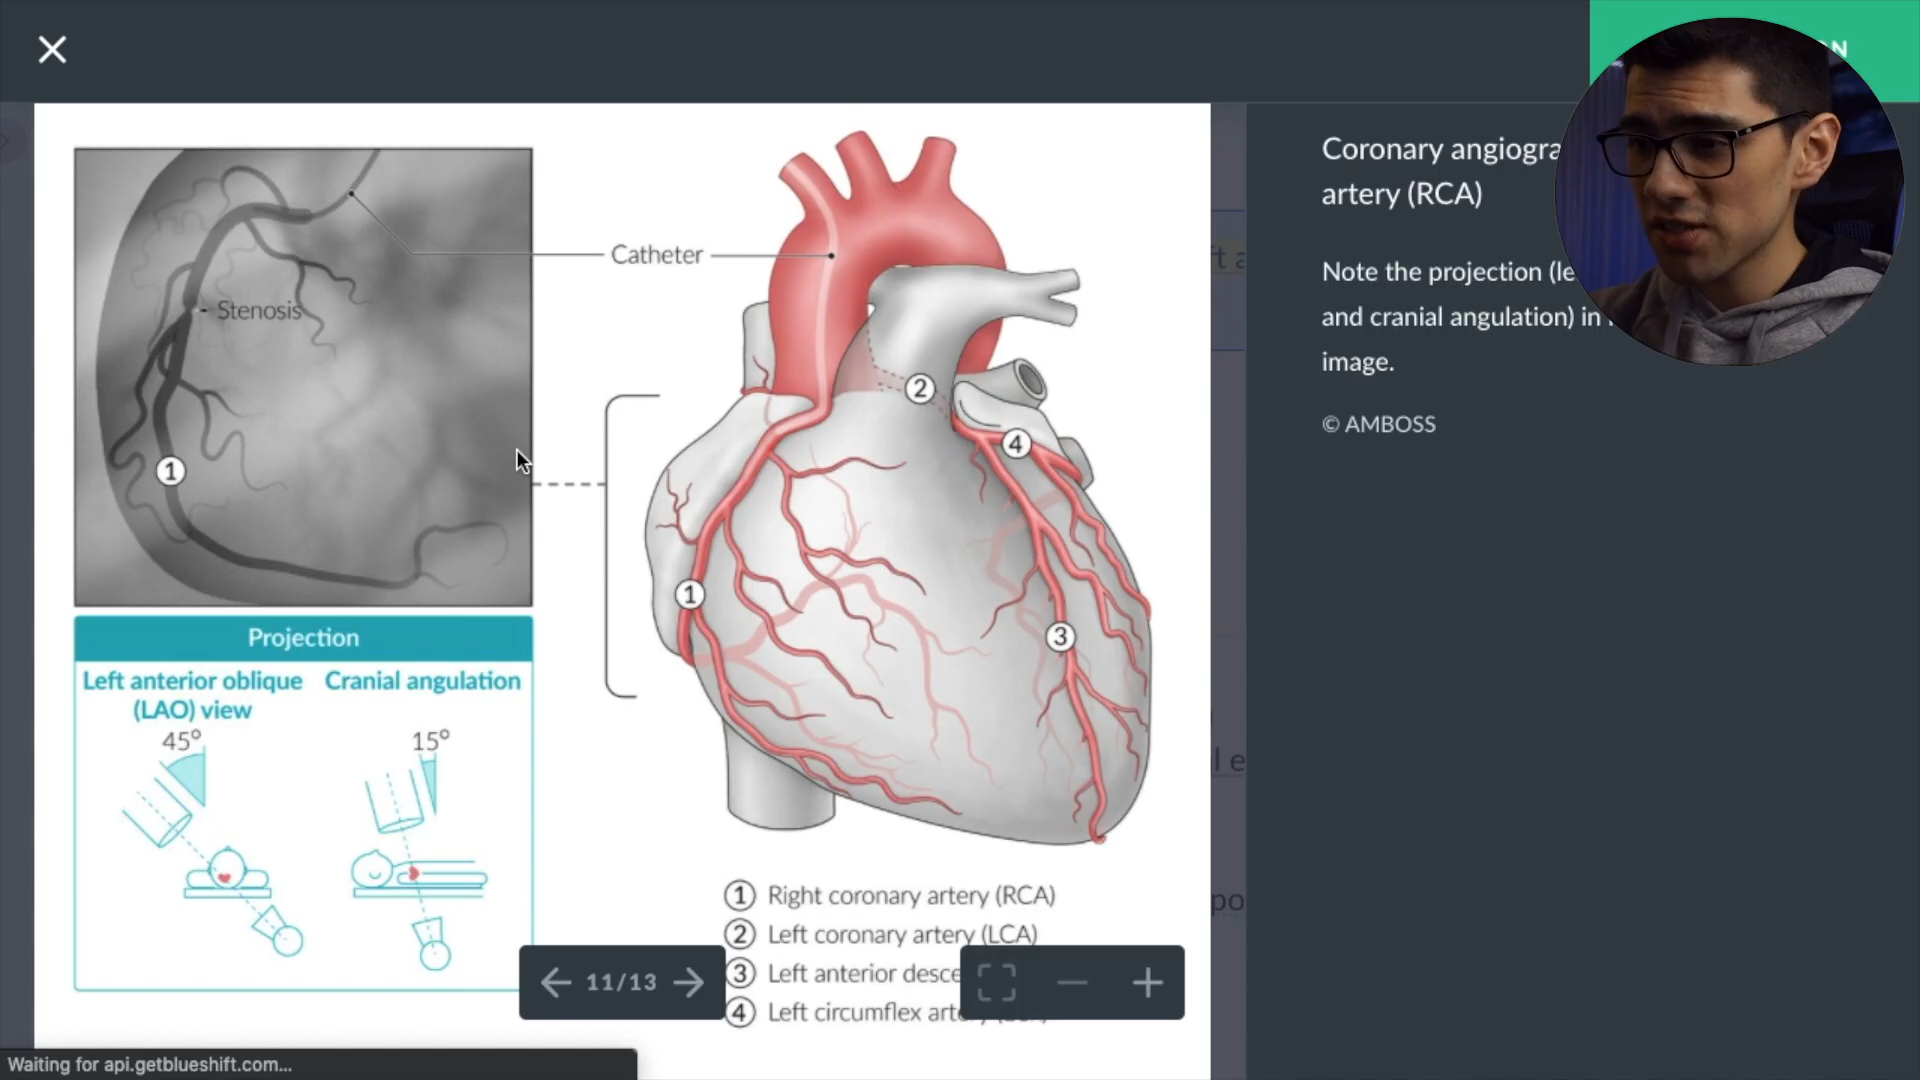 Coronary angiogra
artery (RCA)
Note the projection (le
and cranial angulation) in
image.
© AMBOSS
Catheter
Stenosis
1
2
4
1
3
Projection
Left anterior oblique
(LAO) view
Cranial angulation
45°
15°
1 Right coronary artery (RCA)
2 Left coronary artery (LCA)
3 Left anterior desce
4 Left circumflex arte
11/13
Waiting for api.getblueshift.com...